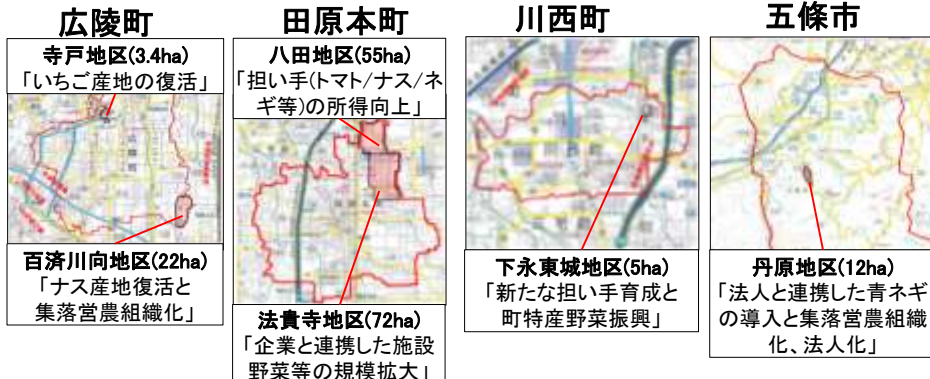 広陵町
寺戸地区(3.4ha)
「いちご産地の復活」
百済川向地区(22ha)
「ナス産地復活と
集落営農組織化」
田原本町
八田地区(55ha)
「担い手(トマト/ナス/ネ
ギ等)の所得向上」
法貴寺地区(72ha)
「企業と連携した施設
野菜等の規模拡大」
川西町
下永東城地区(5ha)
「新たな担い手育成と
町特産野菜振興」
五條市
丹原地区(12ha)
「法人と連携した青ネギ
の導入と集落営農組織
化、法人化」